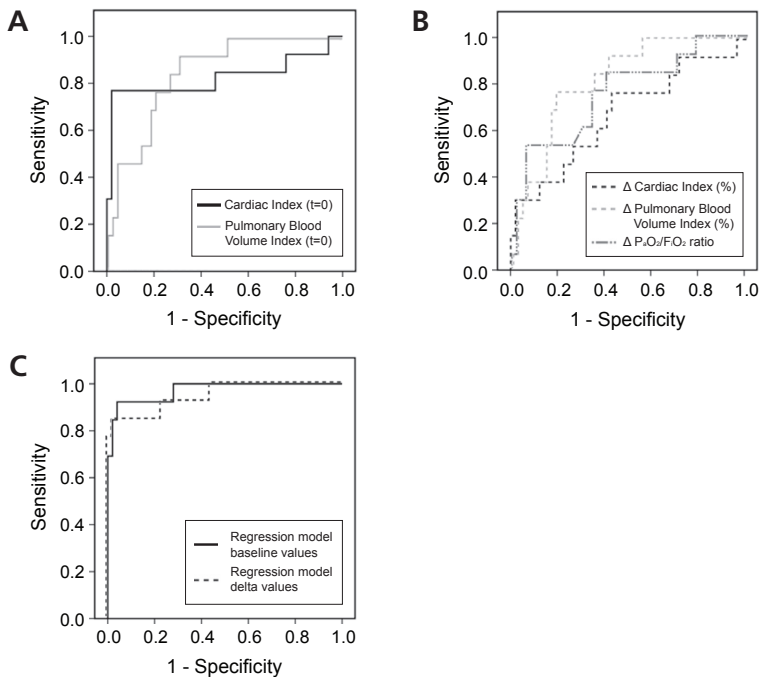 A
1.0
0.8
0.6
0.4
0.2
0.0
Sensitivity
Cardiac Index (t=0)
Pulmonary Blood
Volume Index (t=0)
0.0 0.2 0.4 0.6 0.8 1.0
1 - Specificity
B
1.0
0.8
0.6
0.4
0.2
0.0
Sensitivity
Δ Cardiac Index (%)
Δ Pulmonary Blood
Volume Index (%)
Δ PₐO₂/FᵢO₂ ratio
0.0 0.2 0.4 0.6 0.8 1.0
1 - Specificity
C
1.0
0.8
0.6
0.4
0.2
0.0
Sensitivity
Regression model
baseline values
Regression model
delta values
0.0 0.2 0.4 0.6 0.8 1.0
1 - Specificity